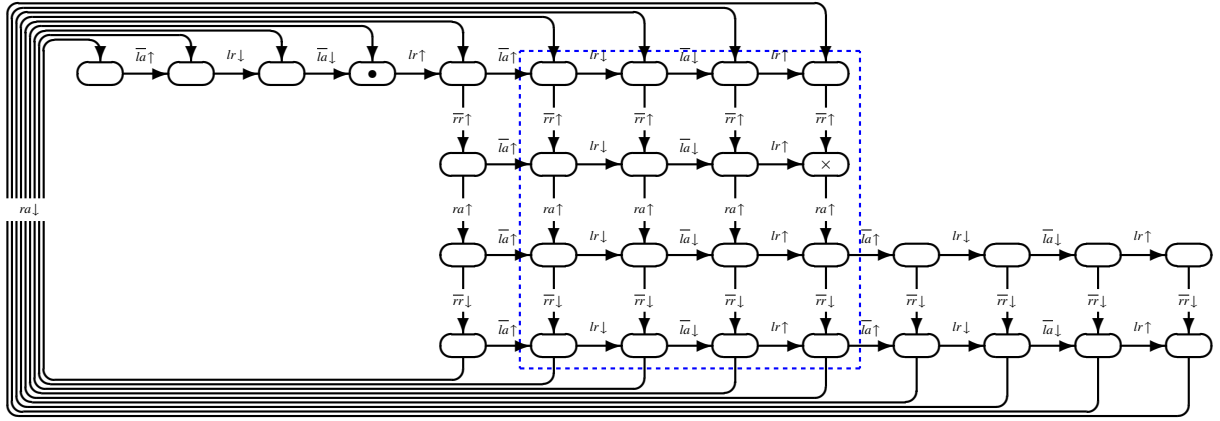 l̅a̅↑ lr↓ l̅a̅↓ lr↑ l̅a̅↑ lr↓ l̅a̅↓ lr↑
•
r̅r̅↑ r̅r̅↑ r̅r̅↑ r̅r̅↑ r̅r̅↑
l̅a̅↑ lr↓ l̅a̅↓ lr↑
×
ra↓ ra↑ ra↑ ra↑ ra↑ ra↑
l̅a̅↑ lr↓ l̅a̅↓ lr↑ l̅a̅↑ lr↓ l̅a̅↓ lr↑
r̅r̅↓ r̅r̅↓ r̅r̅↓ r̅r̅↓ r̅r̅↓ r̅r̅↓ r̅r̅↓ r̅r̅↓ r̅r̅↓
l̅a̅↑ lr↓ l̅a̅↓ lr↑ l̅a̅↑ lr↓ l̅a̅↓ lr↑